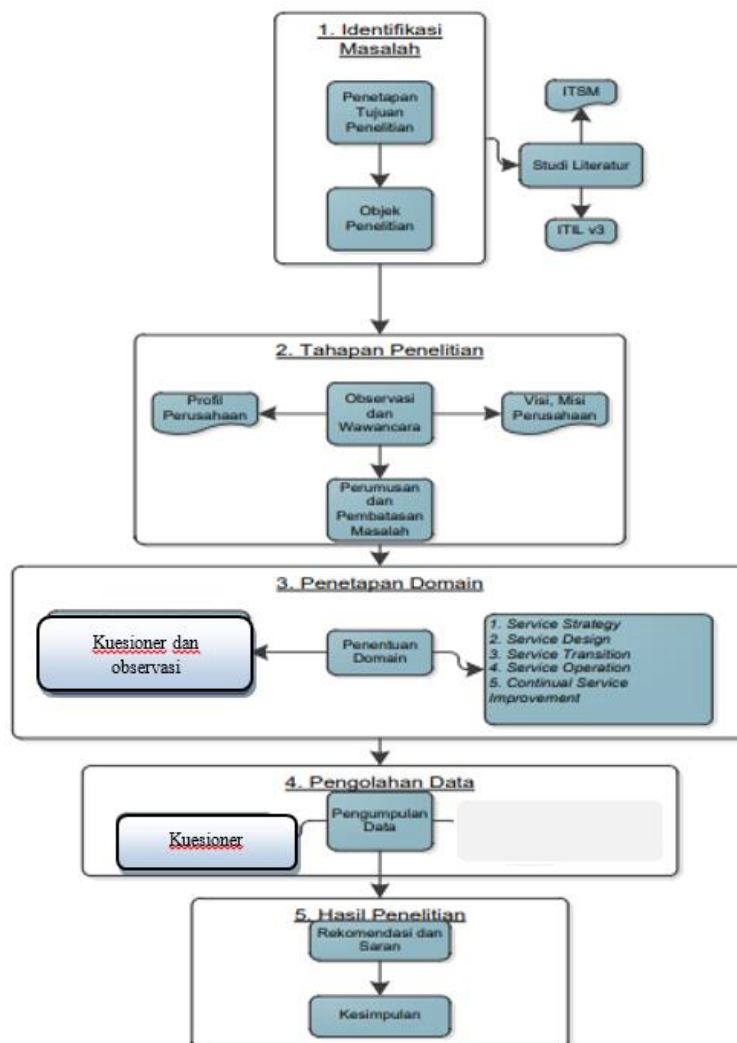 1. Identifikasi
Masalah
Penetapan
Tujuan
Penelitian
Objek
Penelitian
ITSM
Studi Literatur
ITIL v3
2. Tahapan Penelitian
Profil
Perusahaan
Observasi
dan
Wawancara
Visi, Misi
Perusahaan
Perumusan
dan
Pembatasan
Masalah
3. Penetapan Domain
Kuesioner dan
observasi
Penentuan
Domain
1. Service Strategy
2. Service Design
3. Service Transition
4. Service Operation
5. Continual Service
Improvement
4. Pengolahan Data
Kuesioner
Pengumpulan
Data
5. Hasil Penelitian
Rekomendasi dan
Saran
Kesimpulan